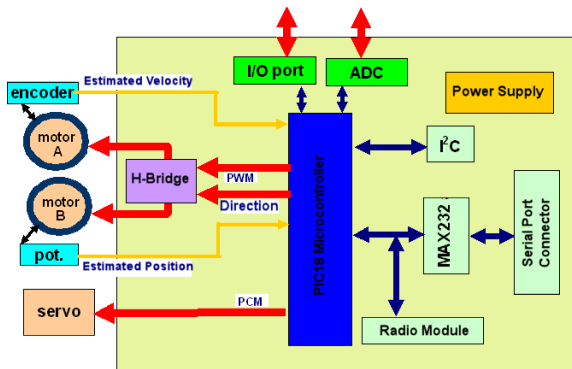 I/O port
ADC
Power Supply
encoder
Estimated Velocity
motor
A
H-Bridge
PWM
Direction
motor
B
pot.
Estimated Position
PIC18 Microcontroller
I²C
MAX232
Serial Port
Connector
servo
PCM
Radio Module